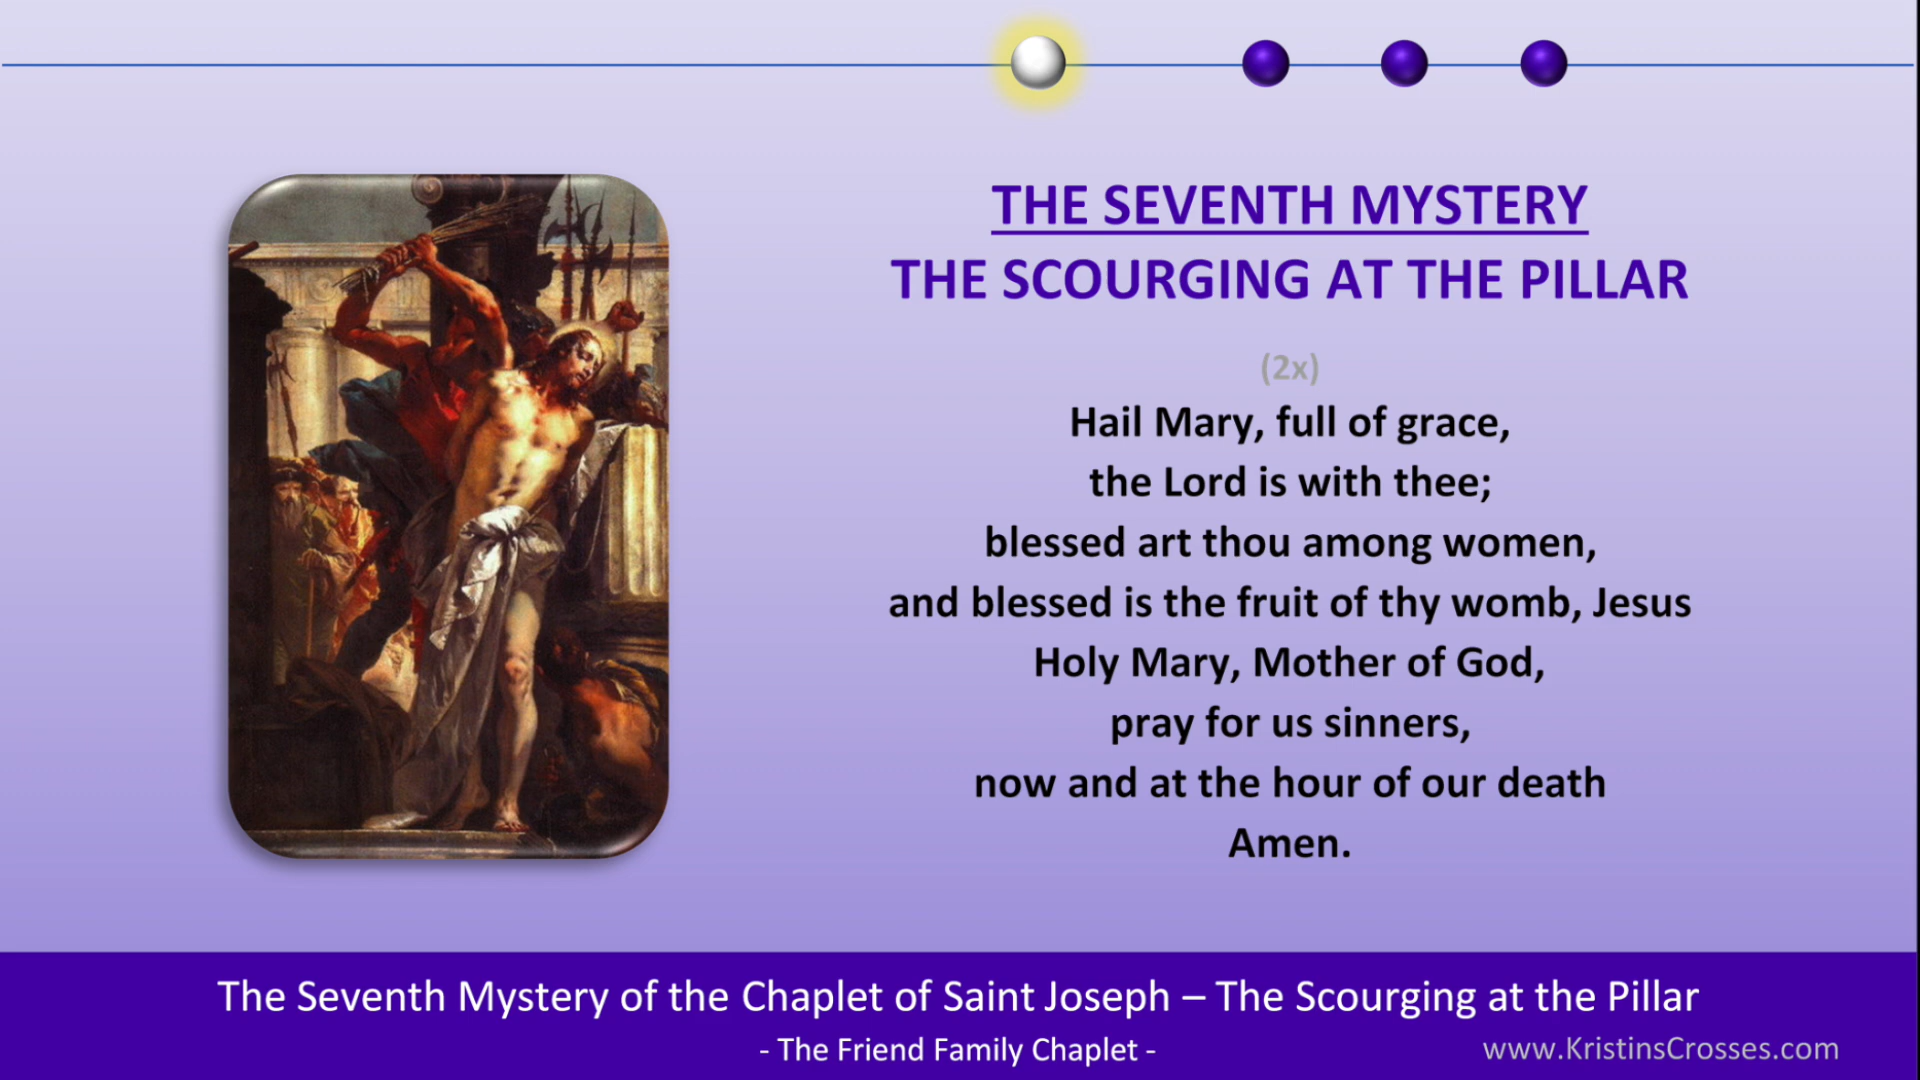 THE SEVENTH MYSTERY
THE SCOURGING AT THE PILLAR
(2x)
Hail Mary, full of grace,
the Lord is with thee;
blessed art thou among women,
and blessed is the fruit of thy womb, Jesus
Holy Mary, Mother of God,
pray for us sinners,
now and at the hour of our death
Amen.
The Seventh Mystery of the Chaplet of Saint Joseph – The Scourging at the Pillar
- The Friend Family Chaplet -
www.KristinsCrosses.com